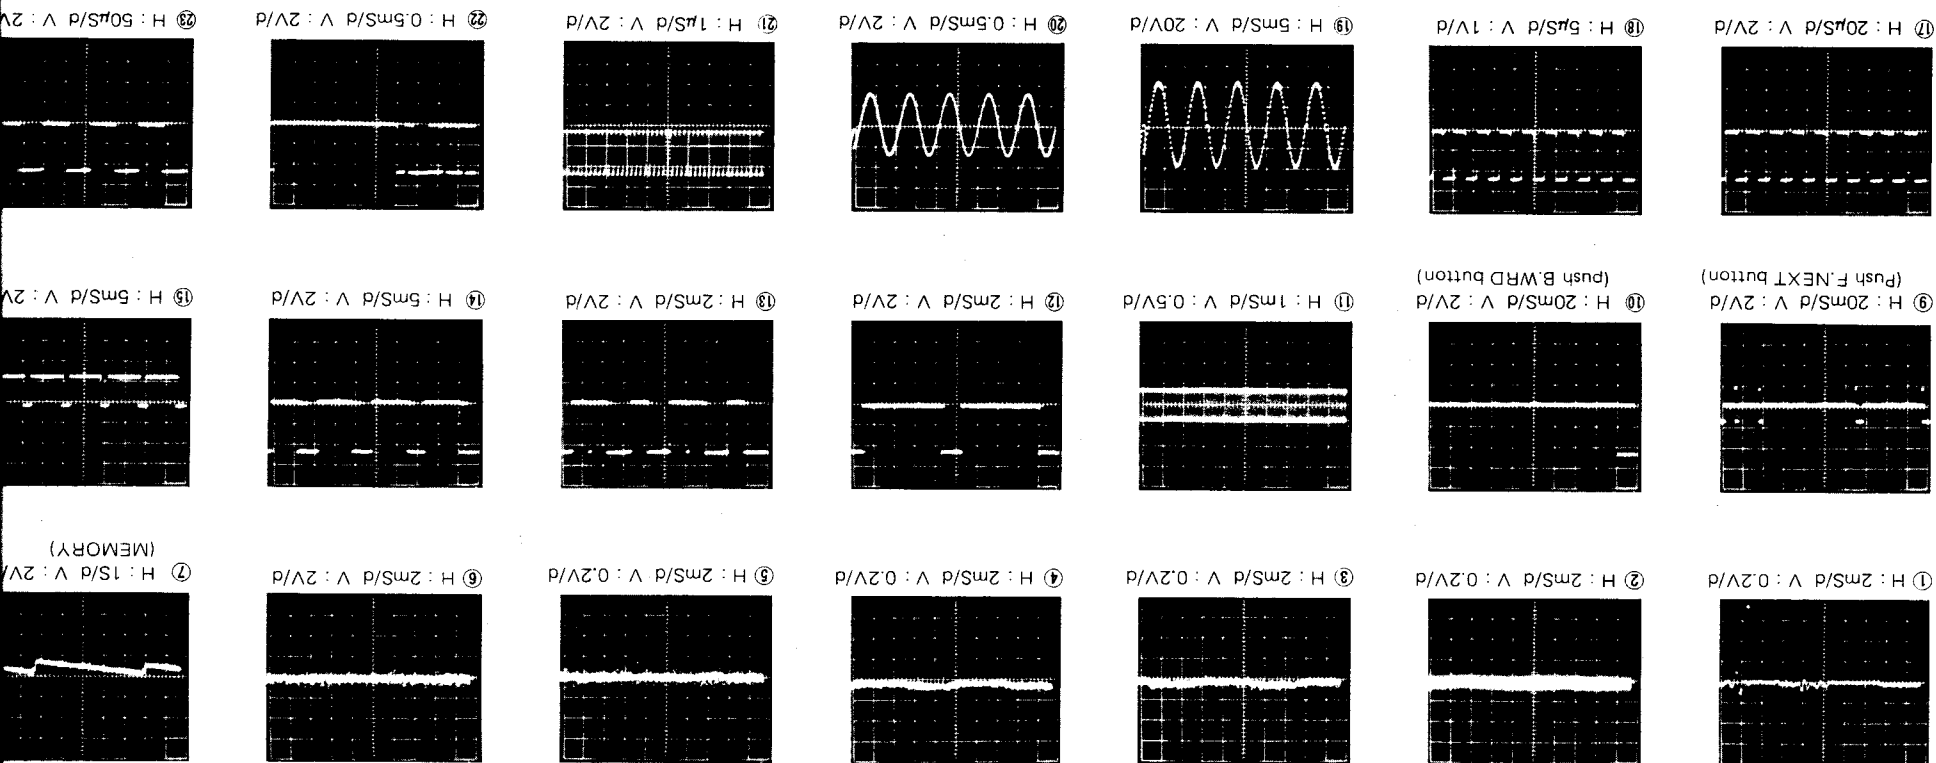 ① H : 2mS/d V : 0.2V/d
② H : 2mS/d V : 0.2V/d
③ H : 2mS/d V : 0.2V/d
④ H : 2mS/d V : 0.2V/d
⑤ H : 2mS/d V : 0.2V/d
⑥ H : 2mS/d V : 2V/d
⑦ H : 1S/d V : 2V/
(MEMORY)
⑨ H : 20mS/d V : 2V/d
(Push F.NEXT button)
⑩ H : 20mS/d V : 2V/d
(push B.WRD button)
⑪ H : 1mS/d V : 0.5V/d
⑫ H : 2mS/d V : 2V/d
⑬ H : 2mS/d V : 2V/d
⑭ H : 5mS/d V : 2V/d
⑮ H : 5mS/d V : 2V
⑰ H : 20μS/d V : 2V/d
⑱ H : 5μS/d V : 1V/d
⑲ H : 5mS/d V : 20V/d
⑳ H : 0.5mS/d V : 2V/d
㉑ H : 1μS/d V : 2V/d
㉒ H : 0.5mS/d V : 2V/d
㉓ H : 50μS/d V : 2V